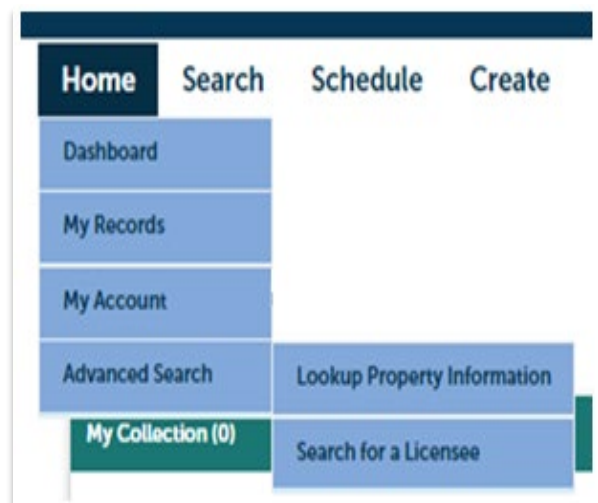 Home Search Schedule Create
Dashboard
My Records
My Account
Advanced Search
Lookup Property Information
My Collection (0)
Search for a Licensee